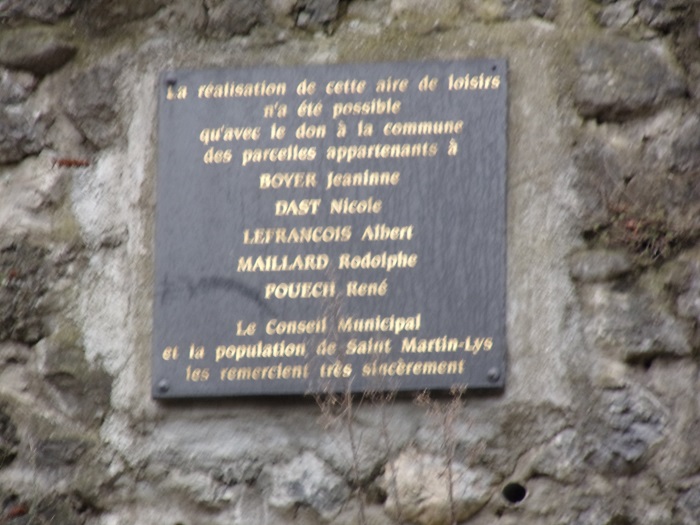 La réalisation de cette aire de loisirs
n'a été possible
qu'avec le don à la commune
des parcelles appartenants à
BOYER Jeaninne
DAST Nicole
LEFRANCOIS Albert
MAILLARD Rodolphe
POUECH René
Le Conseil Municipal
et la population de Saint Martin-Lys
les remercient très sincèrement